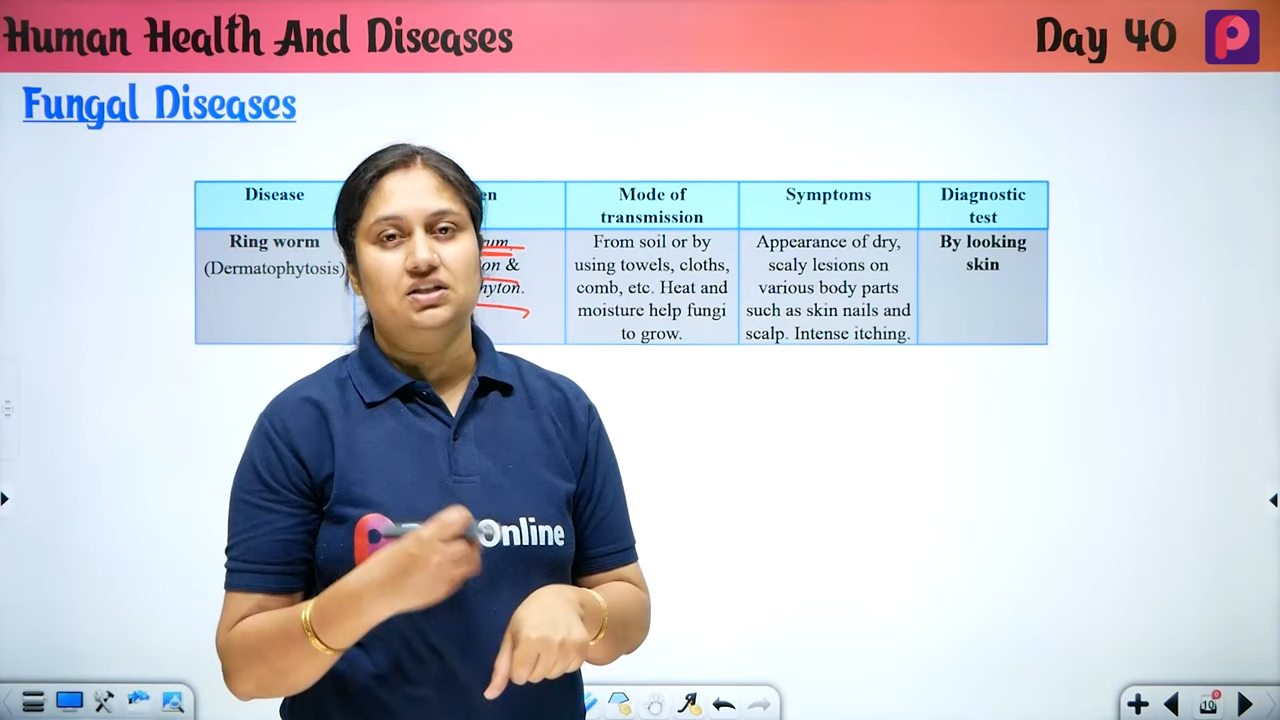 Human Health And Diseases
Day 40
Fungal Diseases
Disease
Mode of
transmission
Symptoms
Diagnostic
test
Ring worm
(Dermatophytosis)
&
From soil or by
using towels, cloths,
comb, etc. Heat and
moisture help fungi
to grow.
Appearance of dry,
scaly lesions on
various body parts
such as skin nails and
scalp. Intense itching.
By looking
skin
Online
10